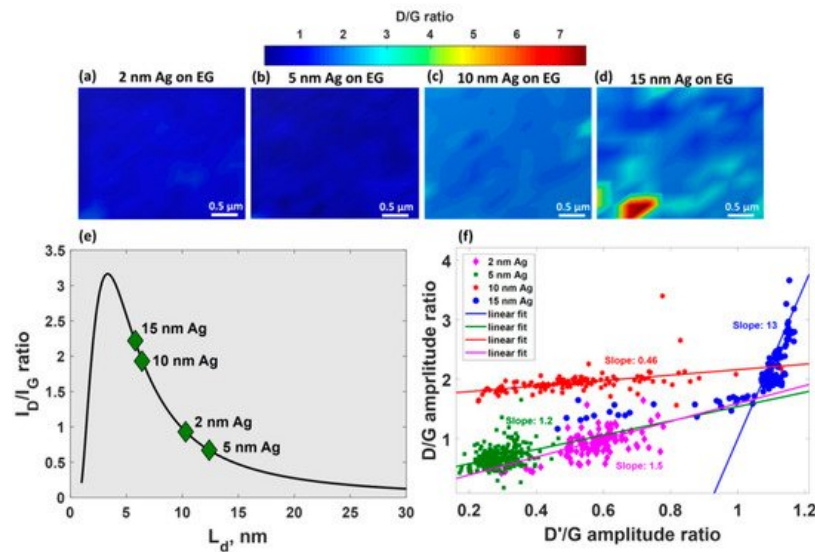 D/G ratio
1 2 3 4 5 6 7
(a) 2 nm Ag on EG
(b) 5 nm Ag on EG
(c) 10 nm Ag on EG
(d) 15 nm Ag on EG
0.5 µm
0.5 µm
0.5 µm
0.5 µm
(e)
I_D/I_G ratio
3.5
3
2.5
2
1.5
1
0.5
0
15 nm Ag
10 nm Ag
2 nm Ag
5 nm Ag
0 5 10 15 20 25 30
L_d, nm
(f)
D/G amprlitude ratio
4
3
2
1
0
2 nm Ag
5 nm Ag
10 nm Ag
15 nm Ag
linear fit
linear fit
linear fit
linear fit
Slope: 13
Slope: 0.46
Slope: 1.2
Slope: 1.5
0.2 0.4 0.6 0.8 1 1.2
D'/G amplitude ratio